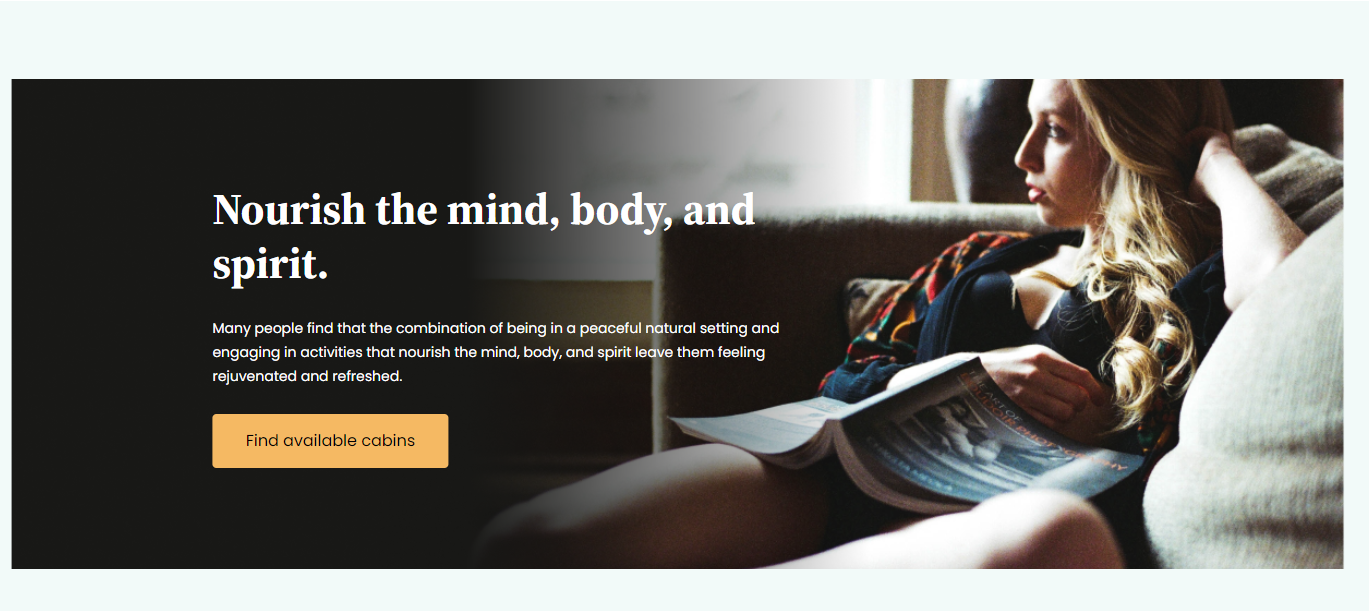 Nourish the mind, body, and
spirit.
Many people find that the combination of being in a peaceful natural setting and
engaging in activities that nourish the mind, body, and spirit leave them feeling
rejuvenated and refreshed.
Find available cabins
ART OF